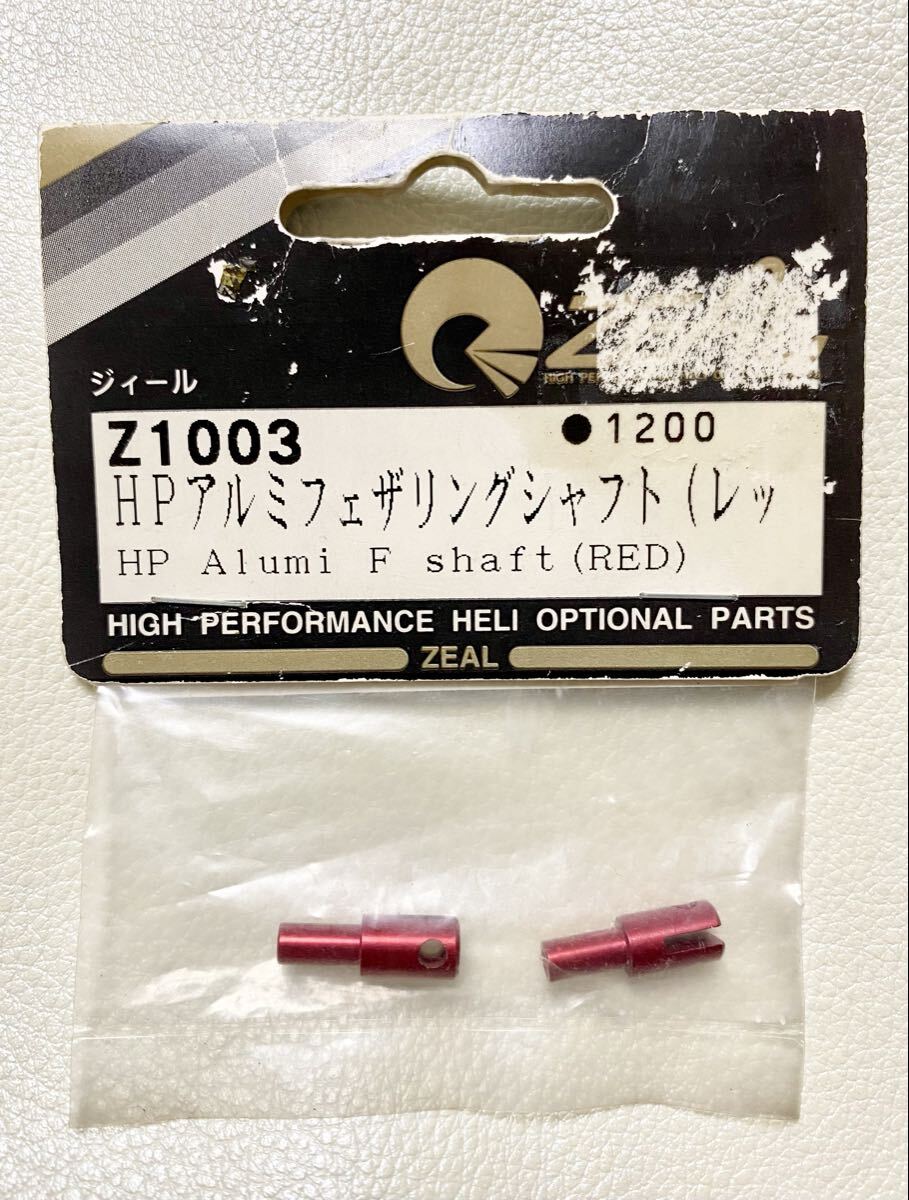 ZEAL
ジィール
Z1003 ●1200
HPアルミフェザリングシャフト(レッ
HP Alumi F shaft(RED)
HIGH PERFORMANCE HELI OPTIONAL PARTS
ZEAL